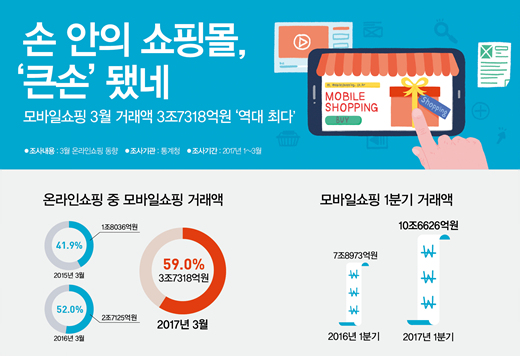 손 안의 쇼핑몰,
'큰손' 됐네
모바일쇼핑 3월 거래액 3조7318억원 '역대 최다'
●조사내용 : 3월 온라인쇼핑 동향 ●조사기관 : 통계청 ●조사기간 : 2017년 1~3월
MOBILE
SHOPPING
BUY
Shopping
온라인쇼핑 중 모바일쇼핑 거래액
41.9%
1조8036억원
2015년 3월
52.0%
2조7125억원
2016년 3월
59.0%
3조7318억원
2017년 3월
모바일쇼핑 1분기 거래액
7조8973억원
2016년 1분기
10조6626억원
2017년 1분기